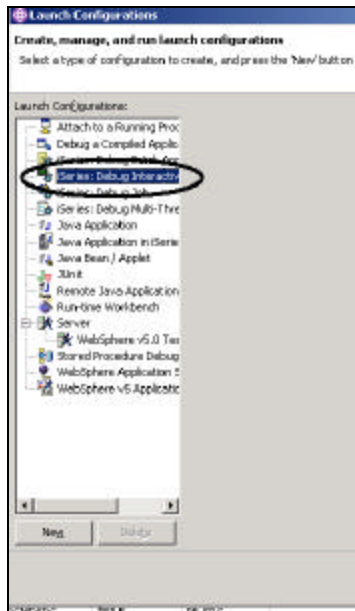 Launch Configurations
Create, manage, and run launch configurations
Select a type of configuration to create, and press the 'New' button
Launch Configurations:
Attach to a Running Proc
Debug a Compiled Applic
iSeries: Debug Interactiv
iSeries: Debug Job
iSeries: Debug Multi-Thre
Java Application
Java Application in iSerie
Java Bean / Applet
JUnit
Remote Java Application
Run-time Workbench
Server
WebSphere v5.0 Tes
Stored Procedure Debug
WebSphere Application S
WebSphere v5 Applicatic
New
Delete